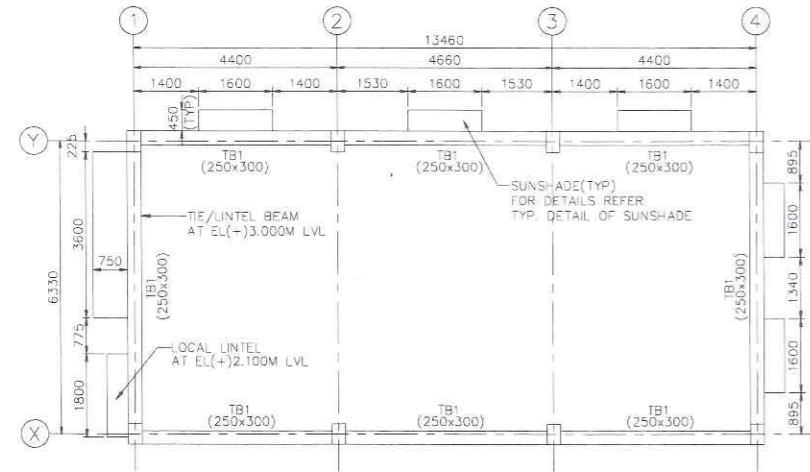 1
2
3
4
13460
4400
4660
4400
1400
1600
1400
1530
1600
1530
1400
1600
1400
450
(TYP)
Y
225
TB1
(250x300)
TB1
(250x300)
TB1
(250x300)
895
SUNSHADE(TYP)
FOR DETAILS REFER
TYP. DETAIL OF SUNSHADE
TIE/LINTEL BEAM
AT EL(+)3.000M LVL
1600
3600
750
6330
TB1
(250x300)
1340
TB1
(250x300)
775
LOCAL LINTEL
AT EL(+)2.100M LVL
1600
1800
TB1
(250x300)
TB1
(250x300)
TB1
(250x300)
895
X